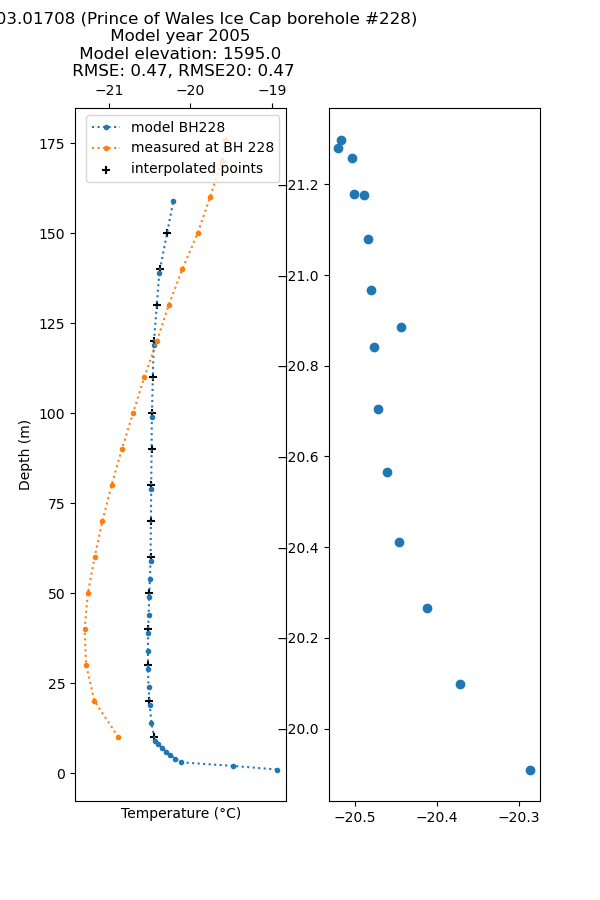 03.01708 (Prince of Wales Ice Cap borehole #228)
Model year 2005
Model elevation: 1595.0
RMSE: 0.47, RMSE20: 0.47
−21 −20 −19
model BH228
measured at BH 228
interpolated points
175
150
125
100
75
50
25
0
Depth (m)
Temperature (°C)
−21.2
−21.0
−20.8
−20.6
−20.4
−20.2
−20.0
−20.5 −20.4 −20.3